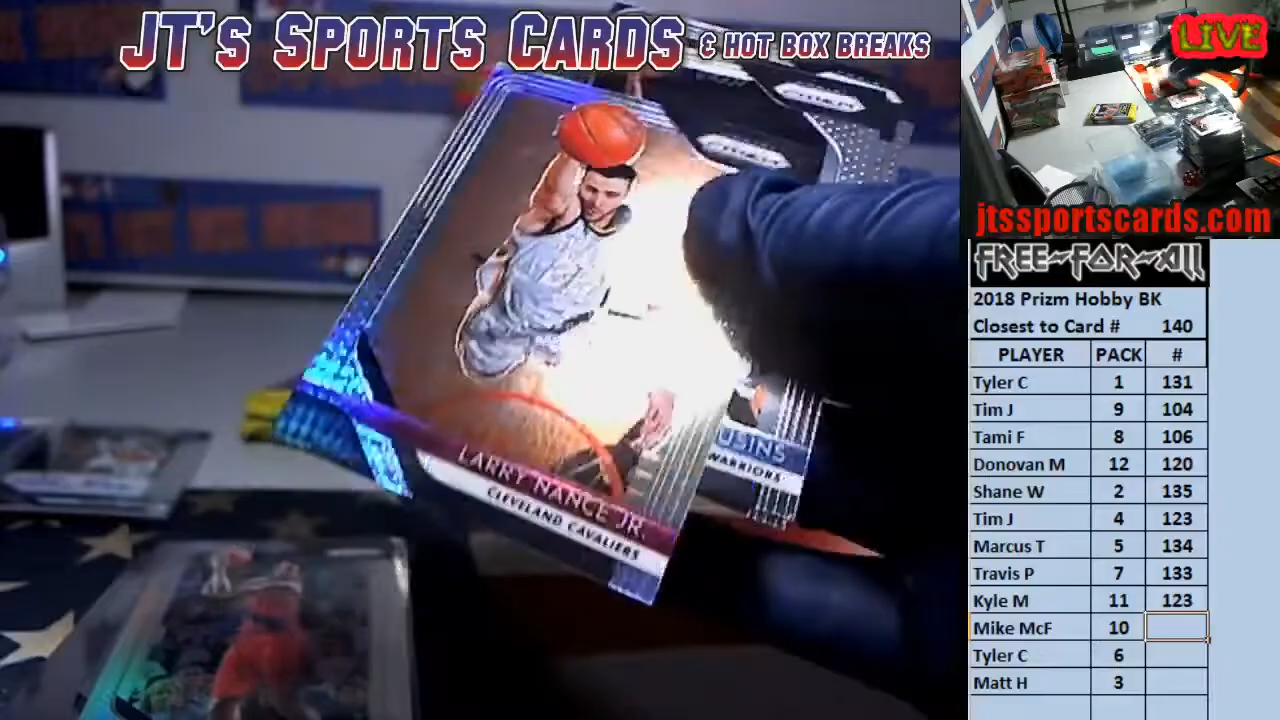 JT's Sports Cards & Hot Box Breaks
LIVE
jtssportscards.com
FREE-FOR-ALL
2018 Prizm Hobby BK
Closest to Card # 140
PLAYER PACK #
Tyler C 1 131
Tim J 9 104
Tami F 8 106
Donovan M 12 120
Shane W 2 135
Tim J 4 123
Marcus T 5 134
Travis P 7 133
Kyle M 11 123
Mike McF 10
Tyler C 6
Matt H 3
LARRY NANCE JR.
CLEVELAND CAVALIERS
USINS
WARRIORS